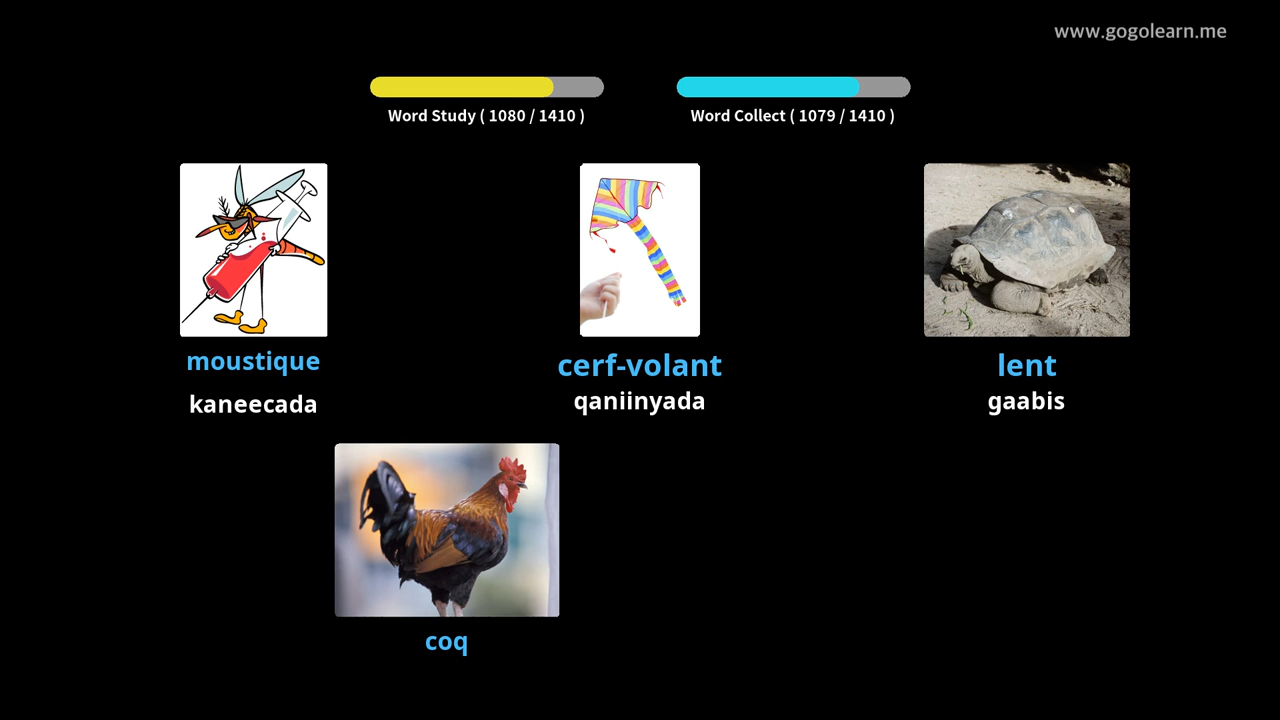 www.gogolearn.me
Word Study ( 1080 / 1410 )
Word Collect ( 1079 / 1410 )
moustique
kaneecada
cerf-volant
qaniinyada
lent
gaabis
coq